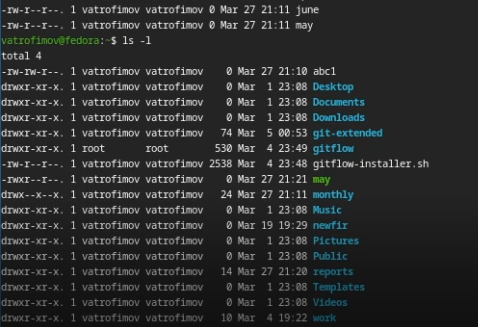 -rw-r--r--. 1 vatrofimov vatrofimov 0 Mar 27 21:11 june
-rw-r--r--. 1 vatrofimov vatrofimov 0 Mar 27 21:11 may
vatrofimov@fedora:~$ ls -l
total 4
-rw-rw-r--. 1 vatrofimov vatrofimov    0 Mar 27 21:10 abc1
drwxr-xr-x. 1 vatrofimov vatrofimov    0 Mar  1 23:08 Desktop
drwxr-xr-x. 1 vatrofimov vatrofimov    0 Mar  1 23:08 Documents
drwxr-xr-x. 1 vatrofimov vatrofimov    0 Mar  1 23:08 Downloads
drwxr-xr-x. 1 vatrofimov vatrofimov   74 Mar  5 00:53 git-extended
drwxr-xr-x. 1 root       root        530 Mar  4 23:49 gitflow
-rw-r--r--. 1 vatrofimov vatrofimov 2538 Mar  4 23:48 gitflow-installer.sh
-rwxr--r--. 1 vatrofimov vatrofimov    0 Mar 27 21:21 may
drwx--x--x. 1 vatrofimov vatrofimov   24 Mar 27 21:11 monthly
drwxr-xr-x. 1 vatrofimov vatrofimov    0 Mar  1 23:08 Music
drwxr-xr-x. 1 vatrofimov vatrofimov    0 Mar 19 19:29 newfir
drwxr-xr-x. 1 vatrofimov vatrofimov    0 Mar  1 23:08 Pictures
drwxr-xr-x. 1 vatrofimov vatrofimov    0 Mar  1 23:08 Public
drwxr-xr-x. 1 vatrofimov vatrofimov   14 Mar 27 21:20 reports
drwxr-xr-x. 1 vatrofimov vatrofimov    0 Mar  1 23:08 Templates
drwxr-xr-x. 1 vatrofimov vatrofimov    0 Mar  1 23:08 Videos
drwxr-xr-x. 1 vatrofimov vatrofimov   10 Mar  4 19:22 work